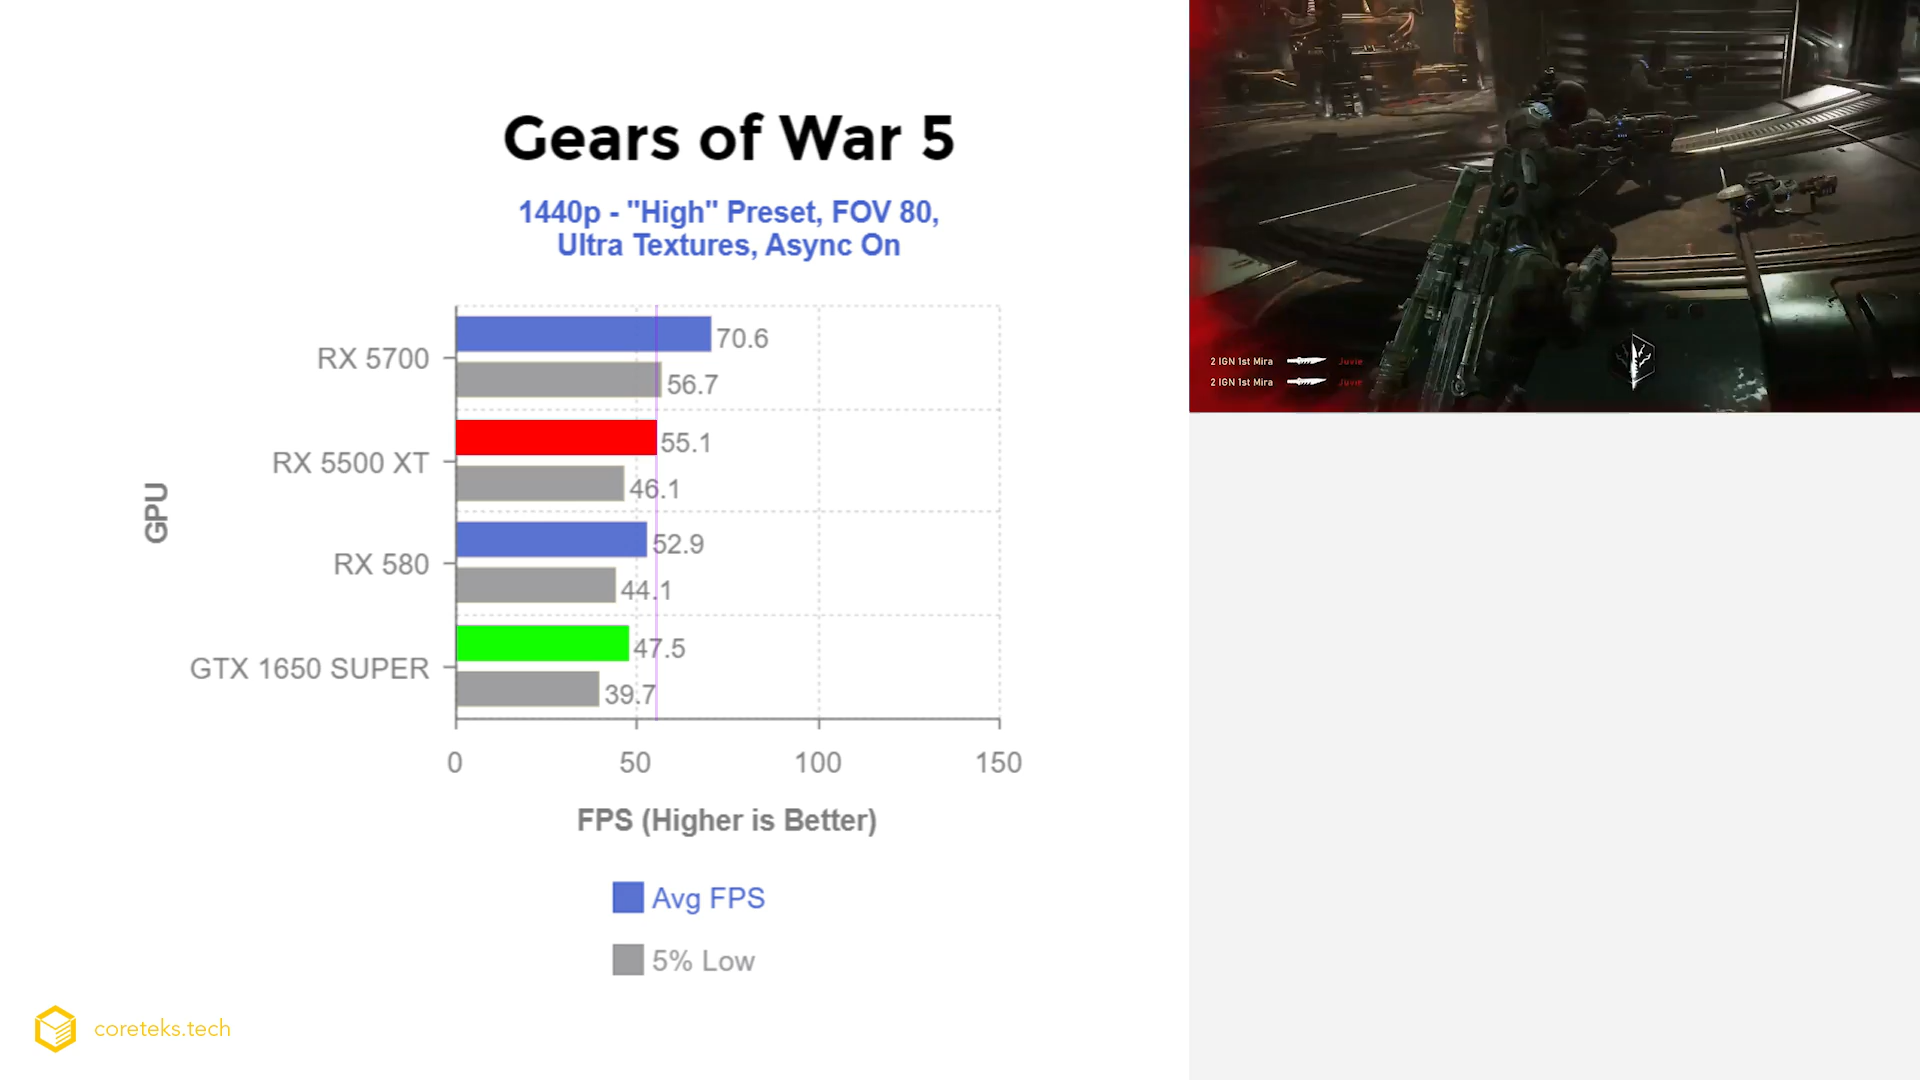 Gears of War 5
1440p - "High" Preset, FOV 80,
Ultra Textures, Async On
GPU
RX 5700
70.6
56.7
RX 5500 XT
55.1
46.1
RX 580
52.9
44.1
GTX 1650 SUPER
47.5
39.7
0 50 100 150
FPS (Higher is Better)
Avg FPS
5% Low
coreteks.tech
2 IGN 1st Mira Juvie
2 IGN 1st Mira Juvie